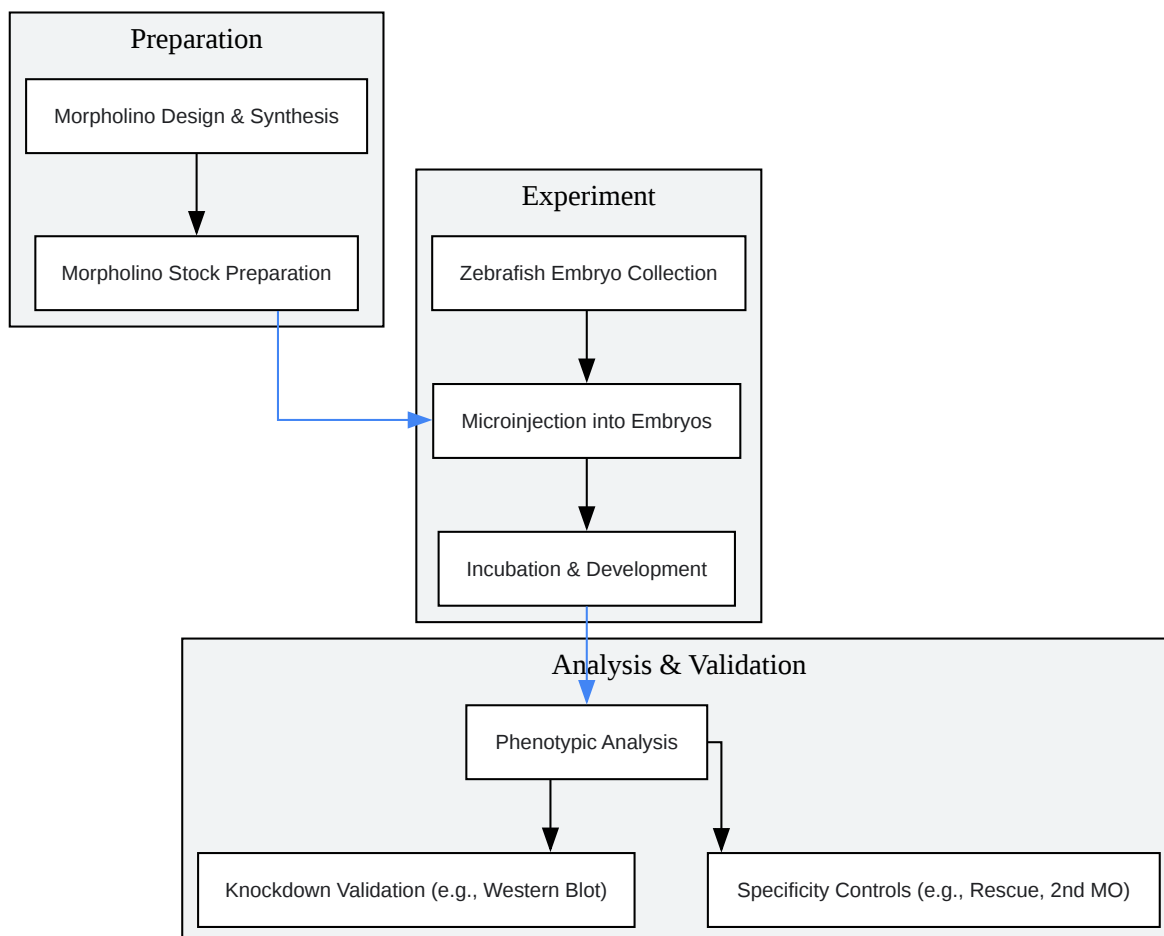 Preparation
Morpholino Design & Synthesis
Morpholino Stock Preparation
Experiment
Zebrafish Embryo Collection
Microinjection into Embryos
Incubation & Development
Analysis & Validation
Phenotypic Analysis
Knockdown Validation (e.g., Western Blot)
Specificity Controls (e.g., Rescue, 2nd MO)